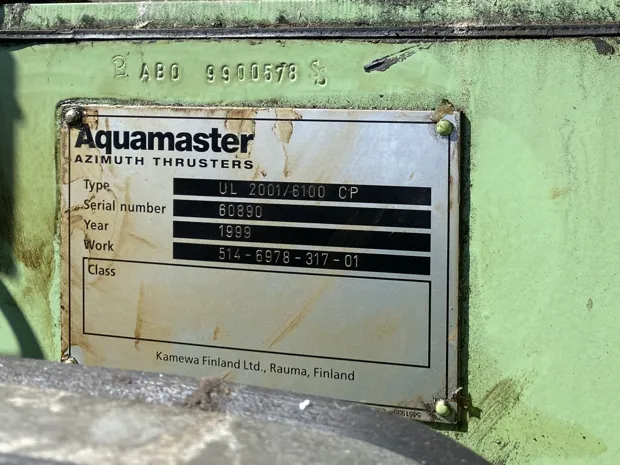 ABO 9900578
Aquamaster
AZIMUTH THRUSTERS
Type UL 2001/6100 CP
Serial number 60890
Year 1999
Work 514-6978-317-01
Class
Kamewa Finland Ltd., Rauma, Finland